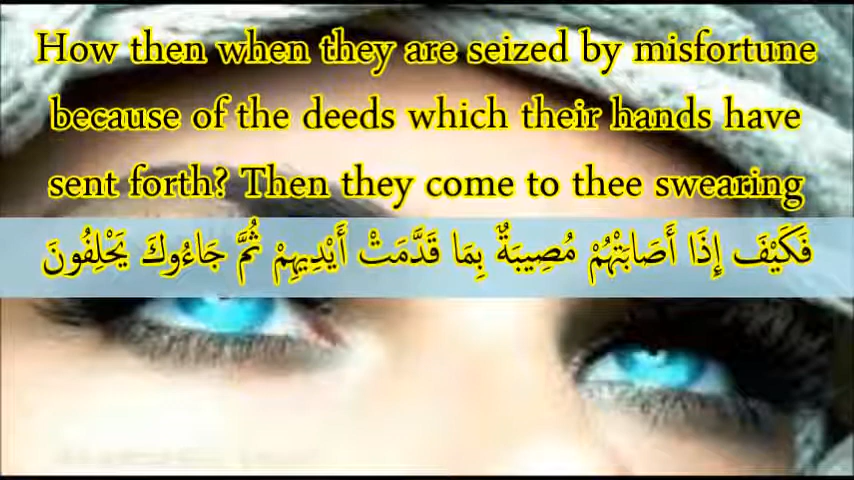 How then when they are seized by misfortune
because of the deeds which their hands have
sent forth? Then they come to thee swearing
فَكَيْفَ إِذَا أَصَابَتْهُمْ مُصِيبَةٌ بِمَا قَدَّمَتْ أَيْدِيهِمْ ثُمَّ جَاءُوكَ يَحْلِفُونَ